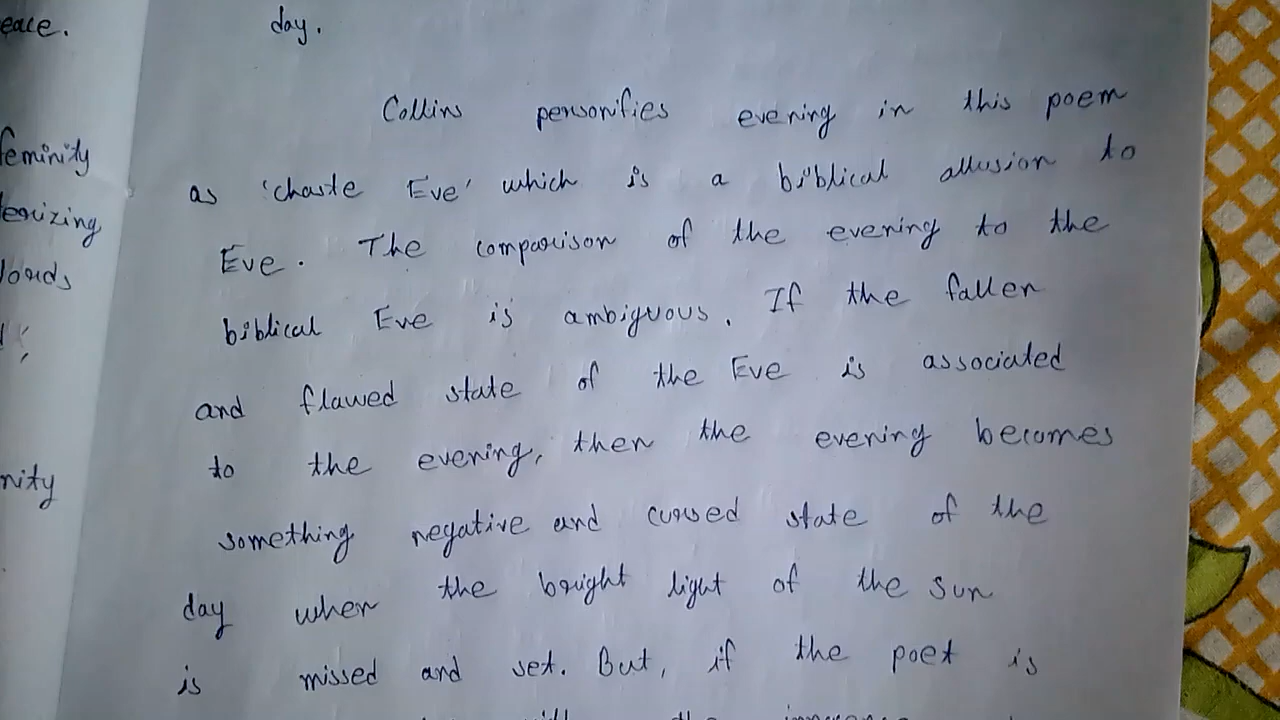 eace.
day.
feminity
terizing
louds
nity
Collins personifies evening in this poem
as 'chaste Eve' which is a biblical allusion to
Eve. The comparison of the evening to the
biblical Eve is ambiguous. If the fallen
and flawed state of the Eve is associated
to the evening, then the evening becomes
something negative and cursed state of the
day when the bright light of the sun
is missed and set. But, if the poet is